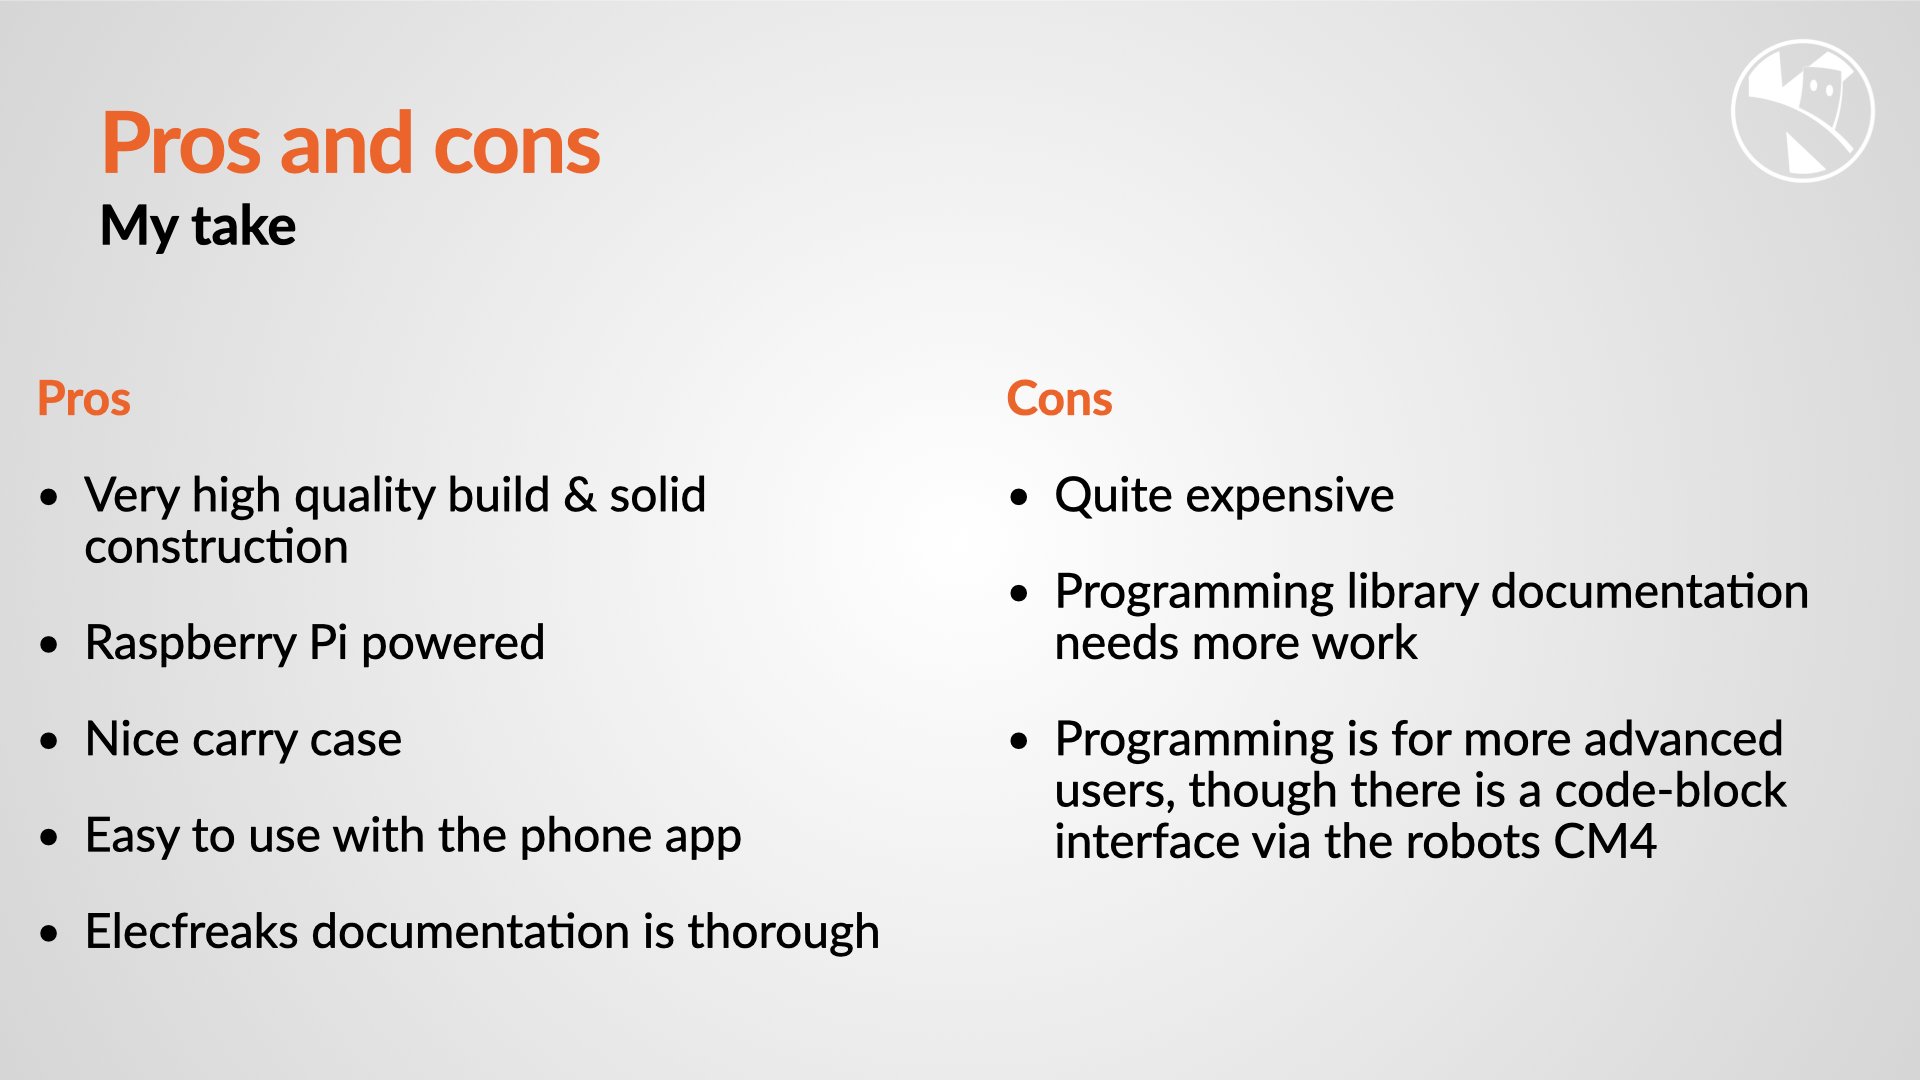 Pros and cons
My take
Pros
• Very high quality build & solid
construction
• Raspberry Pi powered
• Nice carry case
• Easy to use with the phone app
• Elecfreaks documentation is thorough
Cons
• Quite expensive
• Programming library documentation
needs more work
• Programming is for more advanced
users, though there is a code-block
interface via the robots CM4